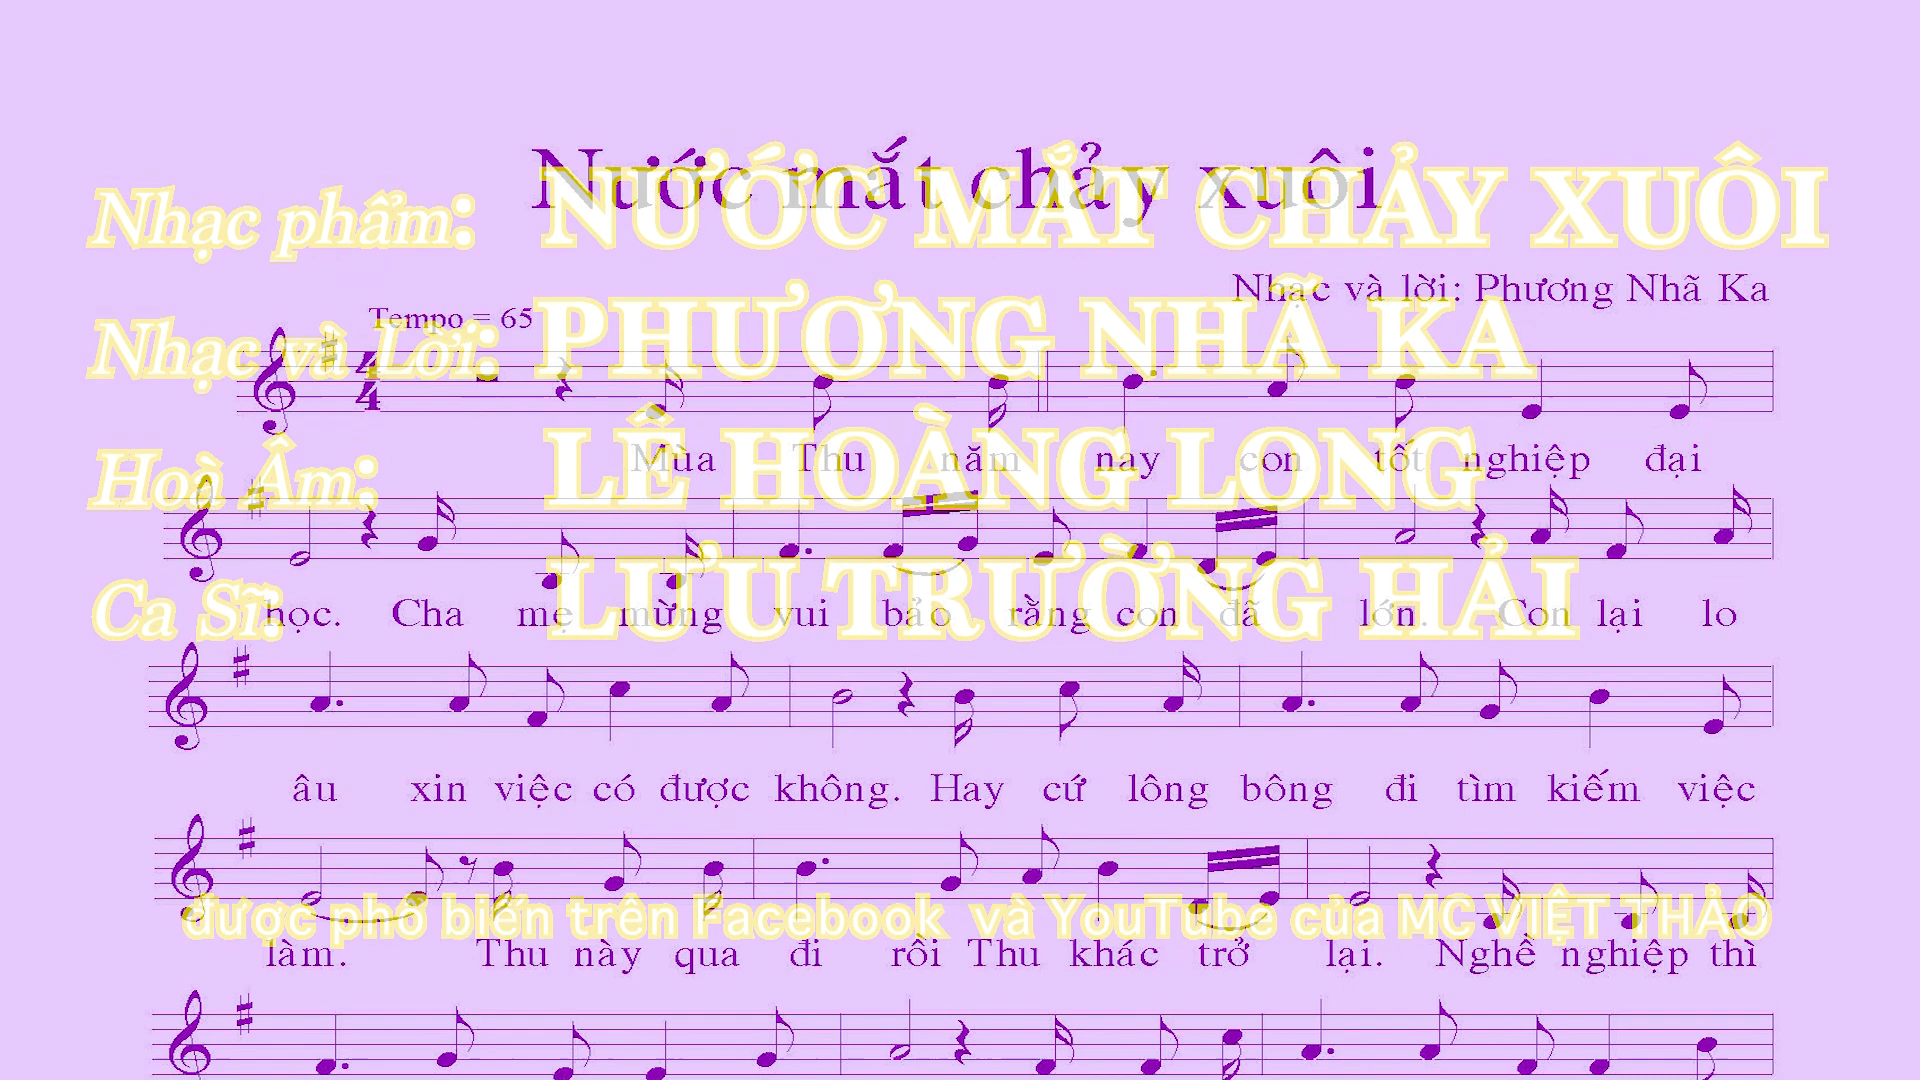 Nước mắt chảy xuôi
Nhạc phẩm: NƯỚC MẮT CHẢY XUÔI
Nhạc và lời: Phương Nhã Ka
Tempo = 65
Nhạc và Lời: PHƯƠNG NHÃ KA
4
4
Hoà Âm: LÊ HOÀNG LONG
Mùa Thu năm nay con tốt nghiệp đại
Ca Sĩ: LƯU TRƯỜNG HẢI
học. Cha mẹ mừng vui bảo rằng con đã lớn. Con lại lo
âu xin việc có được không. Hay cứ lông bông đi tìm kiếm việc
được phổ biến trên Facebook và YouTube của MC VIỆT THẢO
làm. Thu này qua đi rồi Thu khác trở lại. Nghề nghiệp thì